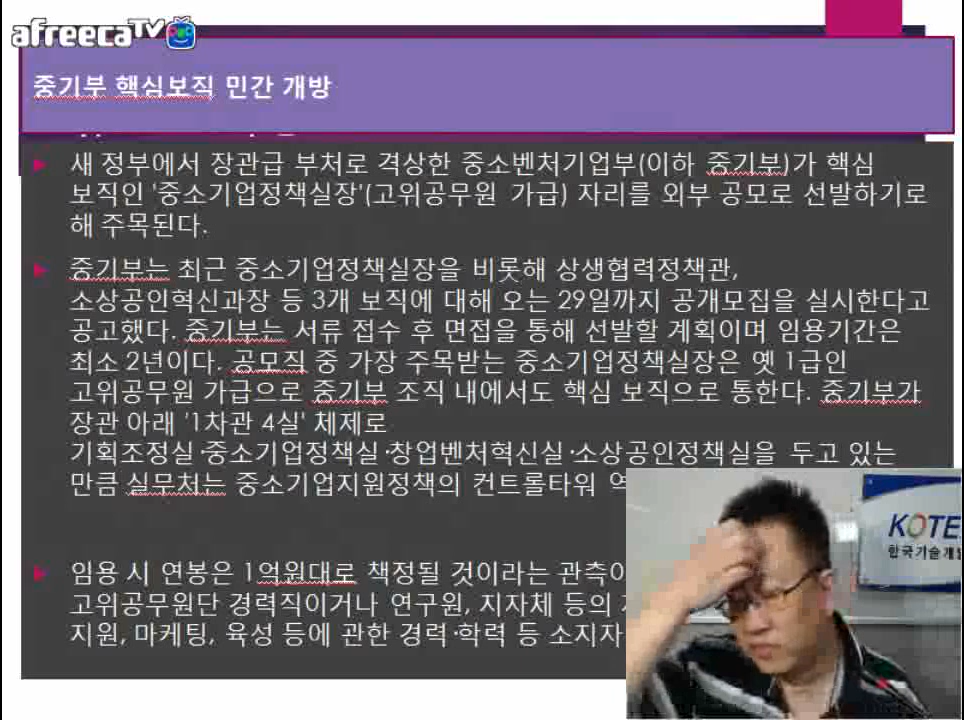 afreecaTV
중기부 핵심보직 민간 개방
새 정부에서 장관급 부처로 격상한 중소벤처기업부(이하 중기부)가 핵심
보직인 '중소기업정책실장'(고위공무원 가급) 자리를 외부 공모로 선발하기로
해 주목된다.
중기부는 최근 중소기업정책실장을 비롯해 상생협력정책관,
소상공인혁신과장 등 3개 보직에 대해 오는 29일까지 공개모집을 실시한다고
공고했다. 중기부는 서류 접수 후 면접을 통해 선발할 계획이며 임용기간은
최소 2년이다. 공모직 중 가장 주목받는 중소기업정책실장은 옛 1급인
고위공무원 가급으로 중기부 조직 내에서도 핵심 보직으로 통한다. 중기부가
장관 아래 '1차관 4실' 체제로
기획조정실·중소기업정책실·창업벤처혁신실·소상공인정책실을 두고 있는
만큼 실무처는 중소기업지원정책의 컨트롤타워 역
임용 시 연봉은 1억원대로 책정될 것이라는 관측이
고위공무원단 경력직이거나 연구원, 지자체 등의
지원, 마케팅, 육성 등에 관한 경력·학력 등 소지자
KOTE
한국기술개